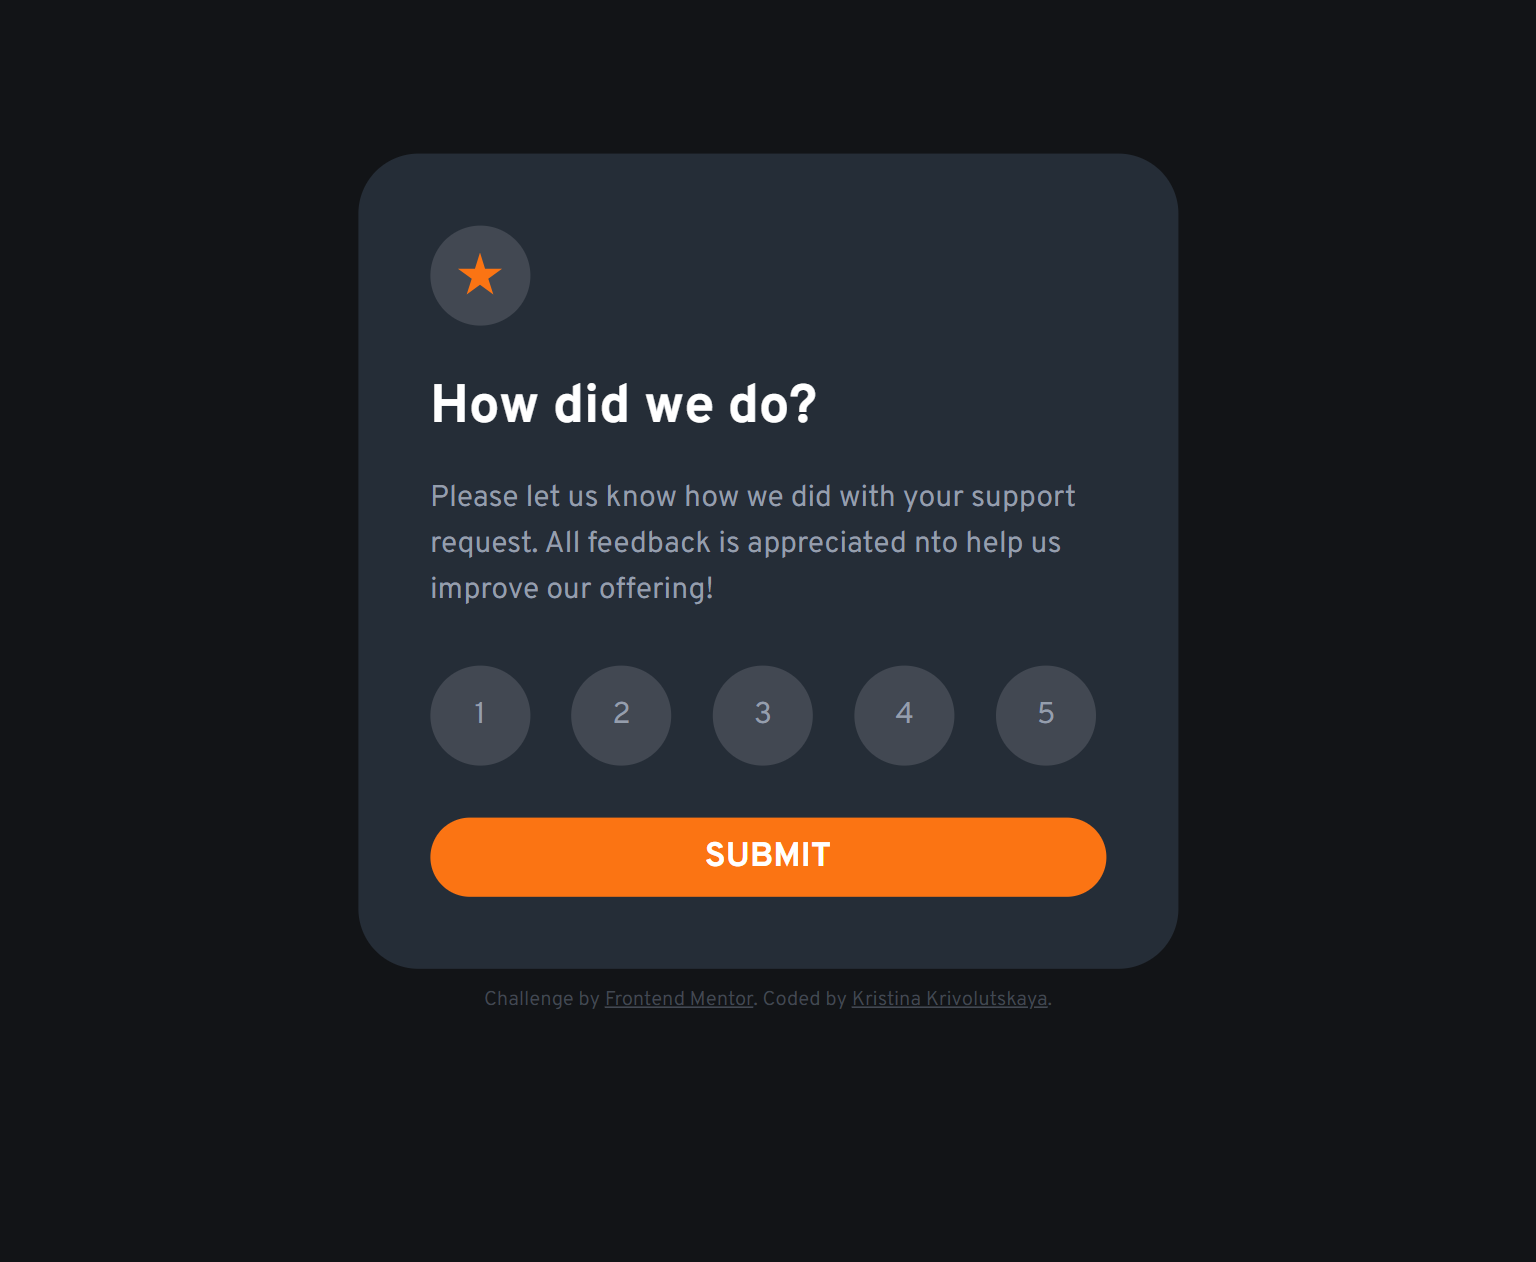 How did we do?
Please let us know how we did with your support
request. All feedback is appreciated nto help us
improve our offering!
1 2 3 4 5
SUBMIT
Challenge by Frontend Mentor. Coded by Kristina Krivolutskaya.